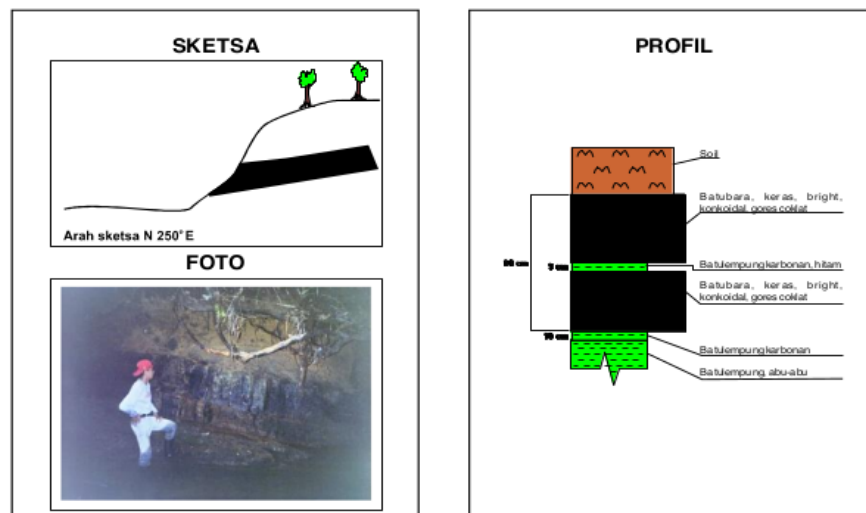 SKETSA
Arah sketsa N 250°E
FOTO
PROFIL
Soil
Batubara, keras, bright,
konkoidal, gores coklat
Batulempung karbonan, hitam
Batubara, keras, bright,
konkoidal, gores coklat
Batulempung karbonan
Batulempung, abu-abu